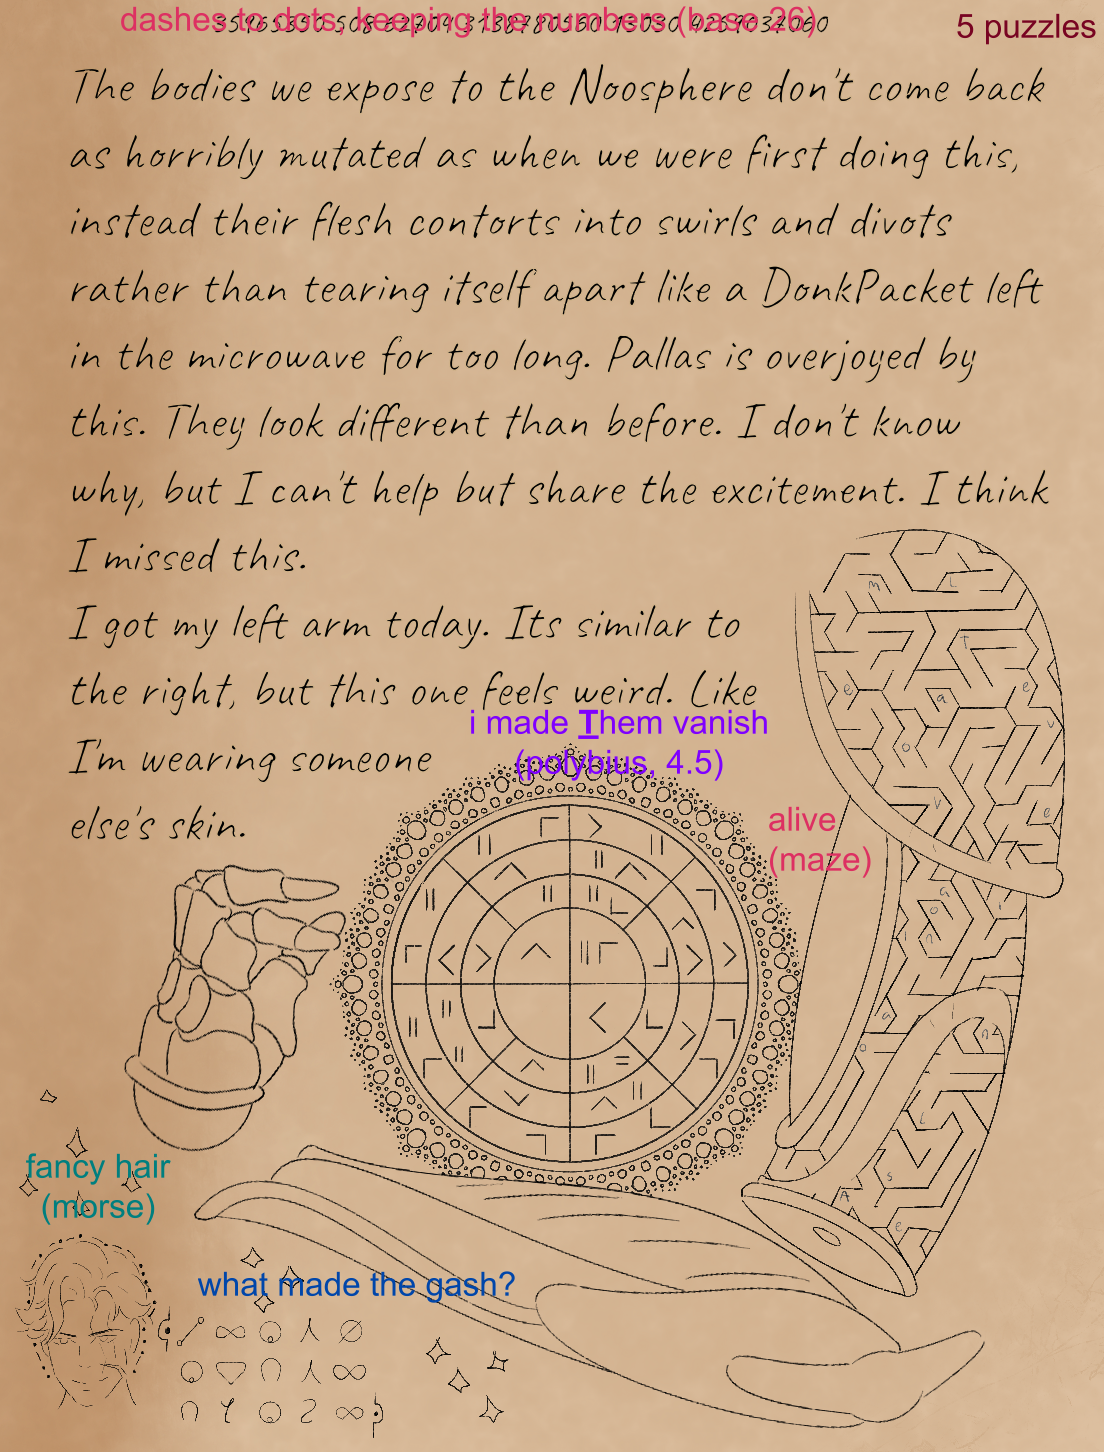 dashes to dots, keeping the numbers (base 26)
5 puzzles
The bodies we expose to the Noosphere don't come back
as horribly mutated as when we were first doing this,
instead their flesh contorts into swirls and divots
rather than tearing itself apart like a DonkPacket left
in the microwave for too long. Pallas is overjoyed by
this. They look different than before. I don't know
why, but I can't help but share the excitement. I think
I missed this.
I got my left arm today. Its similar to
the right, but this one feels weird. Like
I'm wearing someone
else's skin.
i made Them vanish
(polybius, 4.5)
alive
(maze)
fancy hair
(morse)
what made the gash?